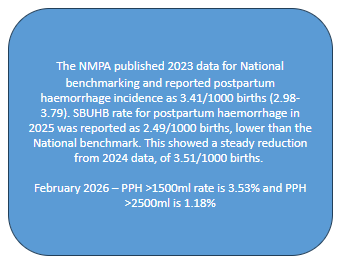 The NMPA published 2023 data for National
benchmarking and reported postpartum
haemorrhage incidence as 3.41/1000 births (2.98-
3.79). SBUHB rate for postpartum haemorrhage in
2025 was reported as 2.49/1000 births, lower than the
National benchmark. This showed a steady reduction
from 2024 data, of 3.51/1000 births.
February 2026 – PPH >1500ml rate is 3.53% and PPH
>2500ml is 1.18%